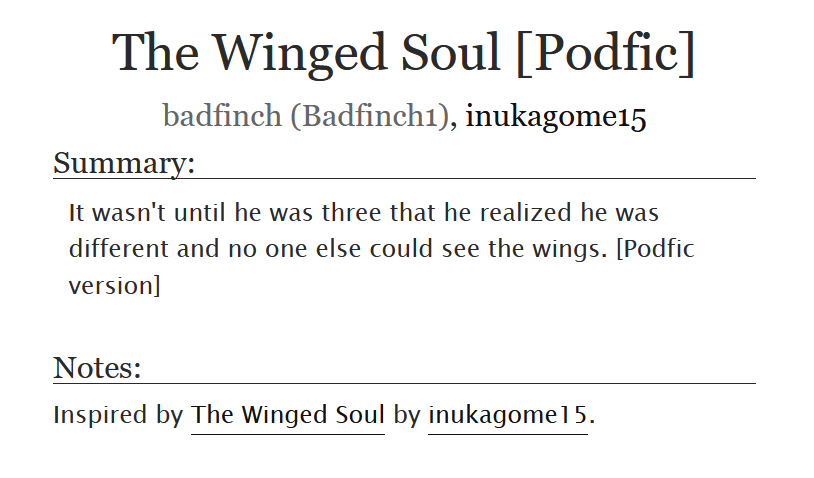 The Winged Soul [Podfic]
badfinch (Badfinch1), inukagome15
Summary:
It wasn't until he was three that he realized he was
different and no one else could see the wings. [Podfic
version]
Notes:
Inspired by The Winged Soul by inukagome15.